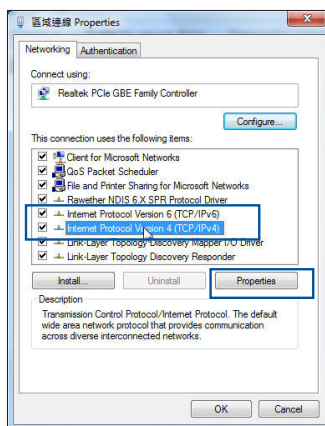 區域連線 Properties
Networking Authentication
Connect using:
Realtek PCIe GBE Family Controller
Configure...
This connection uses the following items:
Client for Microsoft Networks
QoS Packet Scheduler
File and Printer Sharing for Microsoft Networks
Rawether NDIS 6.X SPR Protocol Driver
Internet Protocol Version 6 (TCP/IPv6)
Internet Protocol Version 4 (TCP/IPv4)
Link-Layer Topology Discovery Mapper I/O Driver
Link-Layer Topology Discovery Responder
Install... Uninstall Properties
Description
Transmission Control Protocol/Internet Protocol. The default
wide area network protocol that provides communication
across diverse interconnected networks.
OK Cancel